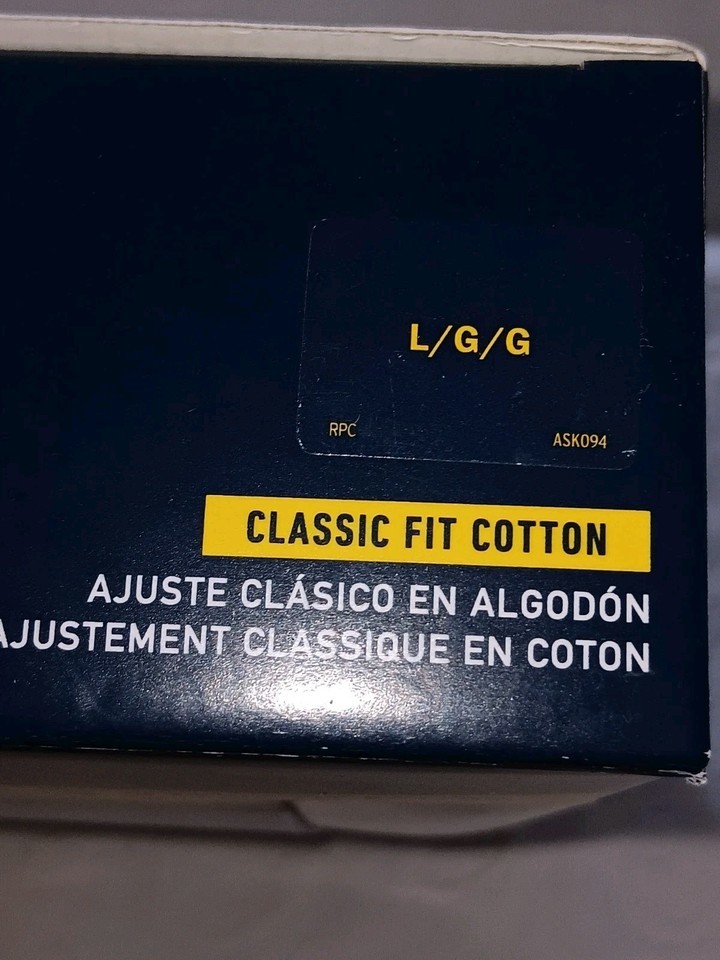 L/G/G
RPC ASK094
CLASSIC FIT COTTON
AJUSTE CLÁSICO EN ALGODÓN
AJUSTEMENT CLASSIQUE EN COTON